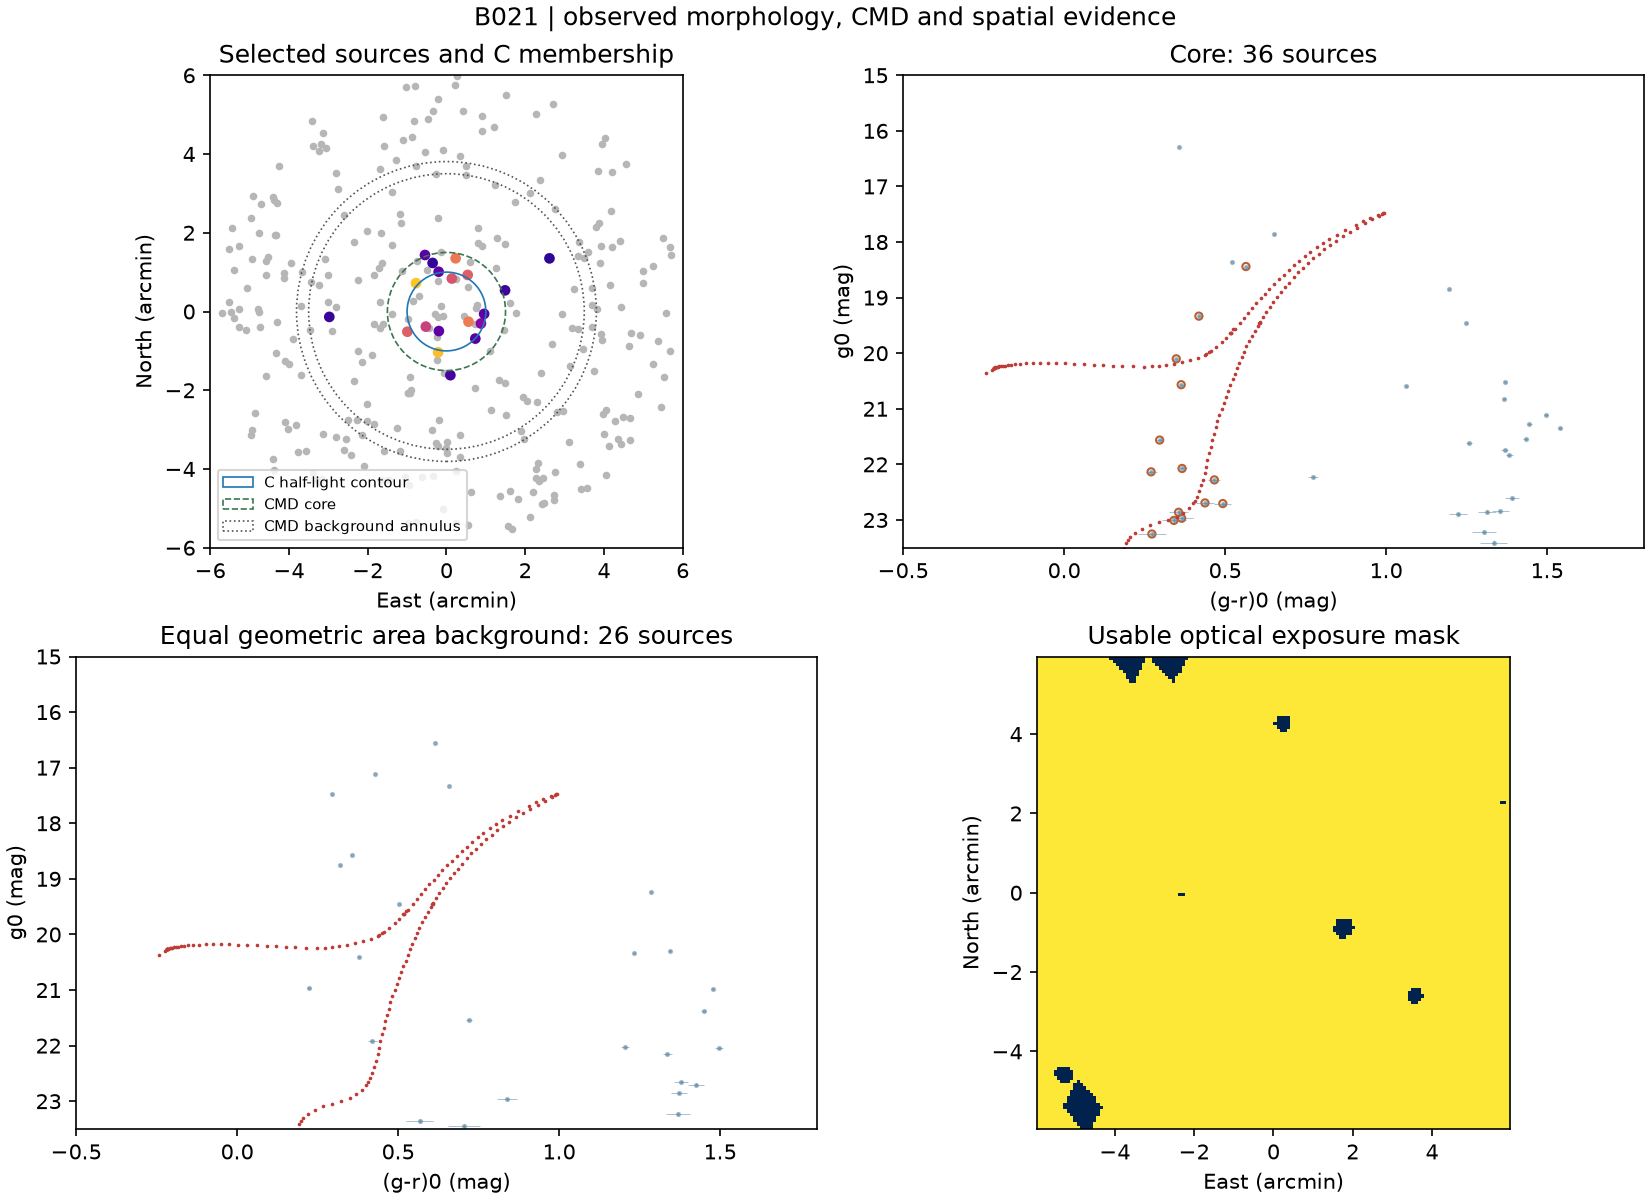 B021 | observed morphology, CMD and spatial evidence
Selected sources and C membership
6
4
2
0
−2
−4
−6
North (arcmin)
C half-light contour
CMD core
CMD background annulus
−6 −4 −2 0 2 4 6
East (arcmin)
Core: 36 sources
15
16
17
18
19
20
21
22
23
g0 (mag)
−0.5 0.0 0.5 1.0 1.5
(g-r)0 (mag)
Equal geometric area background: 26 sources
15
16
17
18
19
20
21
22
23
g0 (mag)
−0.5 0.0 0.5 1.0 1.5
(g-r)0 (mag)
Usable optical exposure mask
4
2
0
−2
−4
North (arcmin)
−4 −2 0 2 4
East (arcmin)